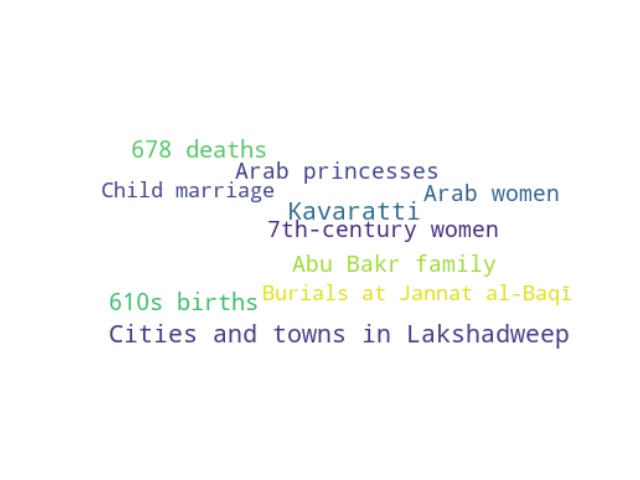 678 deaths
Arab princesses
Child marriage
Arab women
Kavaratti
7th-century women
Abu Bakr family
Burials at Jannat al-Baqī
610s births
Cities and towns in Lakshadweep